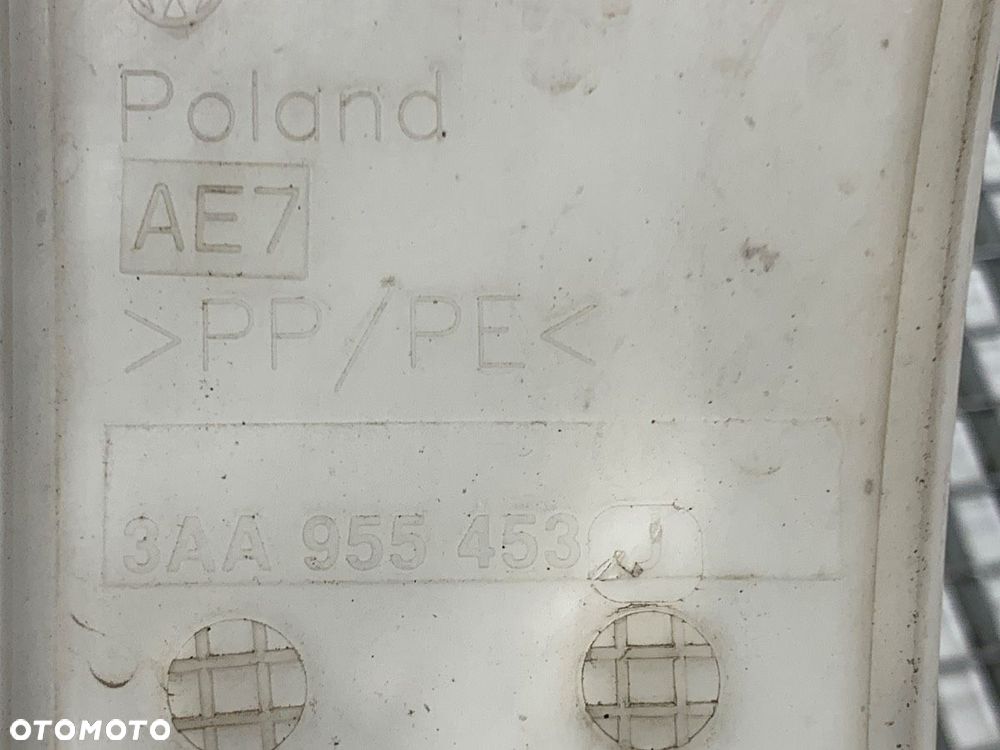 Poland
AE7
>PP/PE<
3AA 955 453 J
OTOMOTO